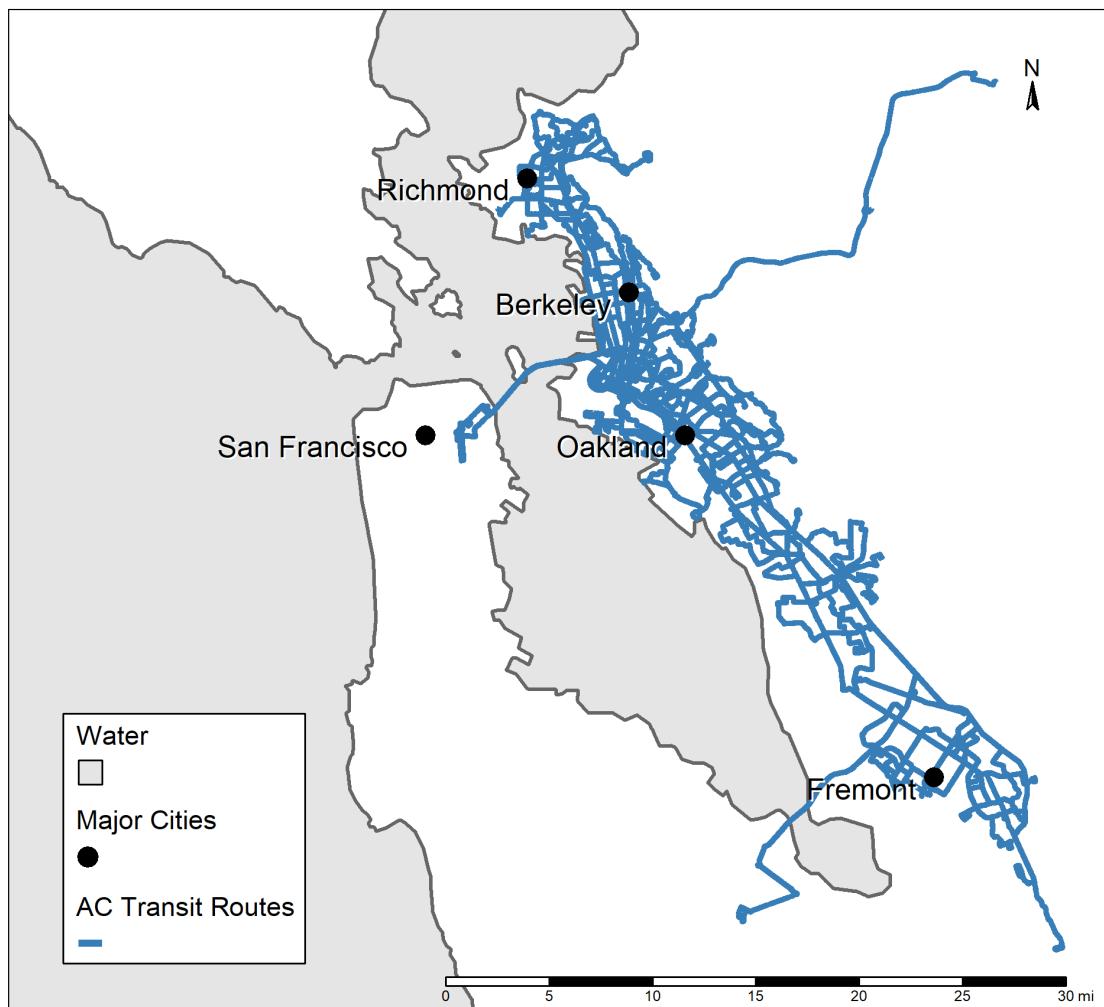 N
Richmond
Berkeley
San Francisco
Oakland
Fremont
Water
Major Cities
AC Transit Routes
0 5 10 15 20 25 30 mi